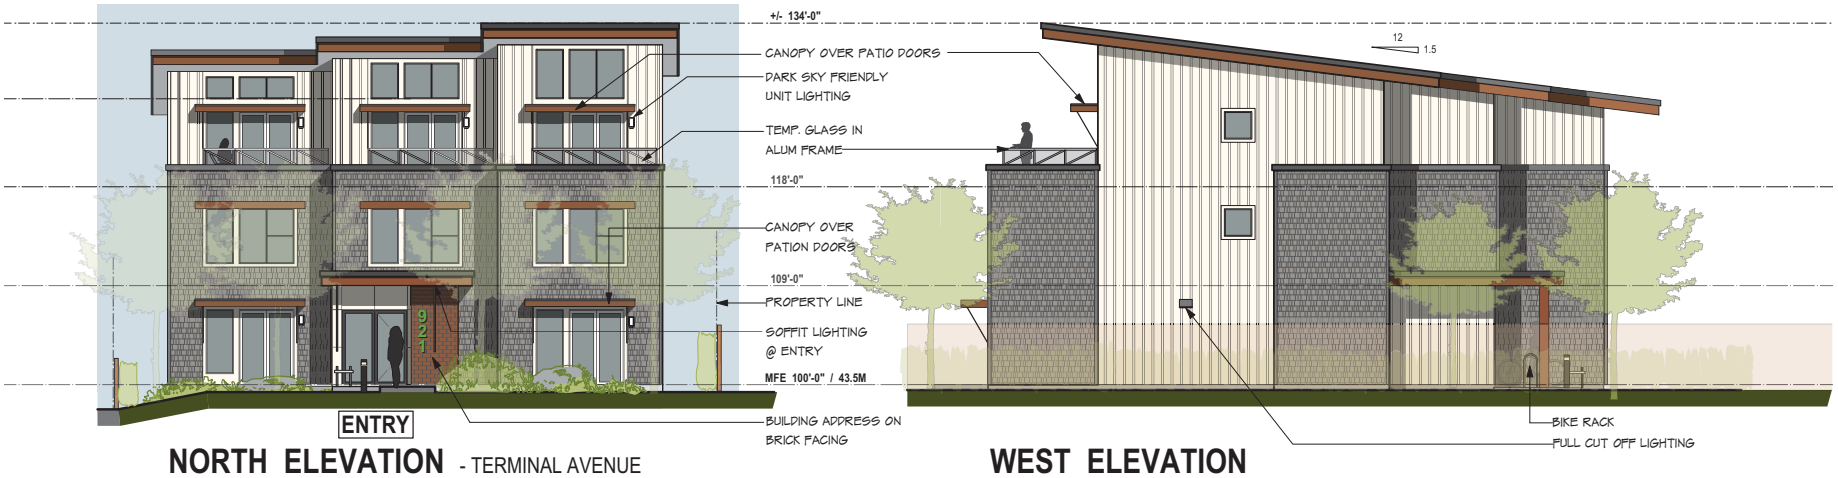 +/- 134'-0"
CANOPY OVER PATIO DOORS
DARK SKY FRIENDLY
UNIT LIGHTING
TEMP. GLASS IN
ALUM FRAME
118'-0"
CANOPY OVER
PATION DOORS
109'-0"
PROPERTY LINE
SOFFIT LIGHTING
@ ENTRY
MFE 100'-0" / 43.5M
BUILDING ADDRESS ON
BRICK FACING
921
ENTRY
NORTH ELEVATION - TERMINAL AVENUE
12
1.5
BIKE RACK
FULL CUT OFF LIGHTING
WEST ELEVATION